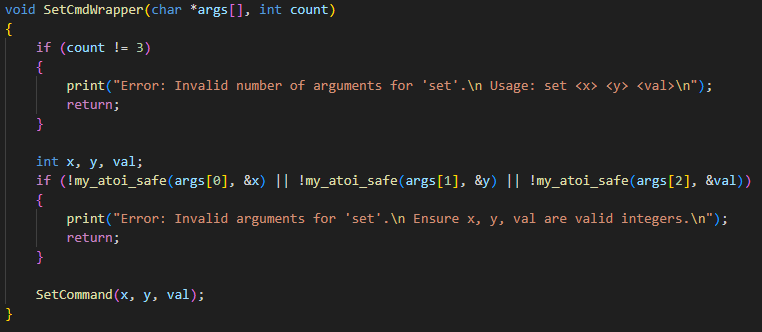 void SetCmdWrapper(char *args[], int count)
{
    if (count != 3)
    {
        print("Error: Invalid number of arguments for 'set'.\n Usage: set <x> <y> <val>\n");
        return;
    }

    int x, y, val;
    if (!my_atoi_safe(args[0], &x) || !my_atoi_safe(args[1], &y) || !my_atoi_safe(args[2], &val))
    {
        print("Error: Invalid arguments for 'set'.\n Ensure x, y, val are valid integers.\n");
        return;
    }

    SetCommand(x, y, val);
}